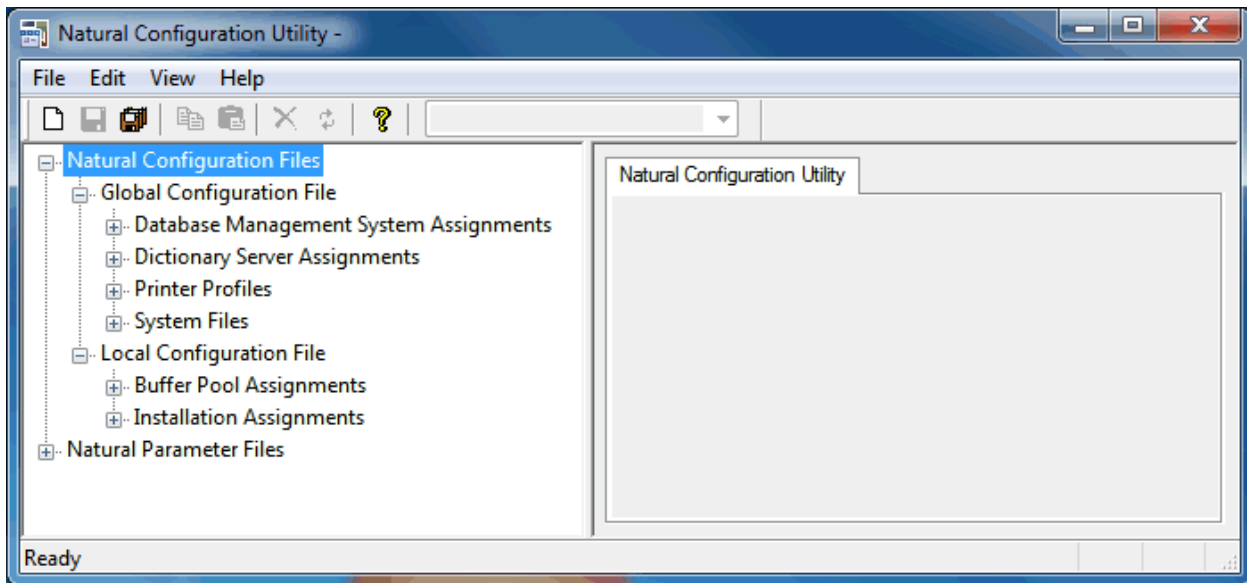 Natural Configuration Utility -
File Edit View Help
Natural Configuration Files
Global Configuration File
Database Management System Assignments
Dictionary Server Assignments
Printer Profiles
System Files
Local Configuration File
Buffer Pool Assignments
Installation Assignments
Natural Parameter Files
Natural Configuration Utility
Ready